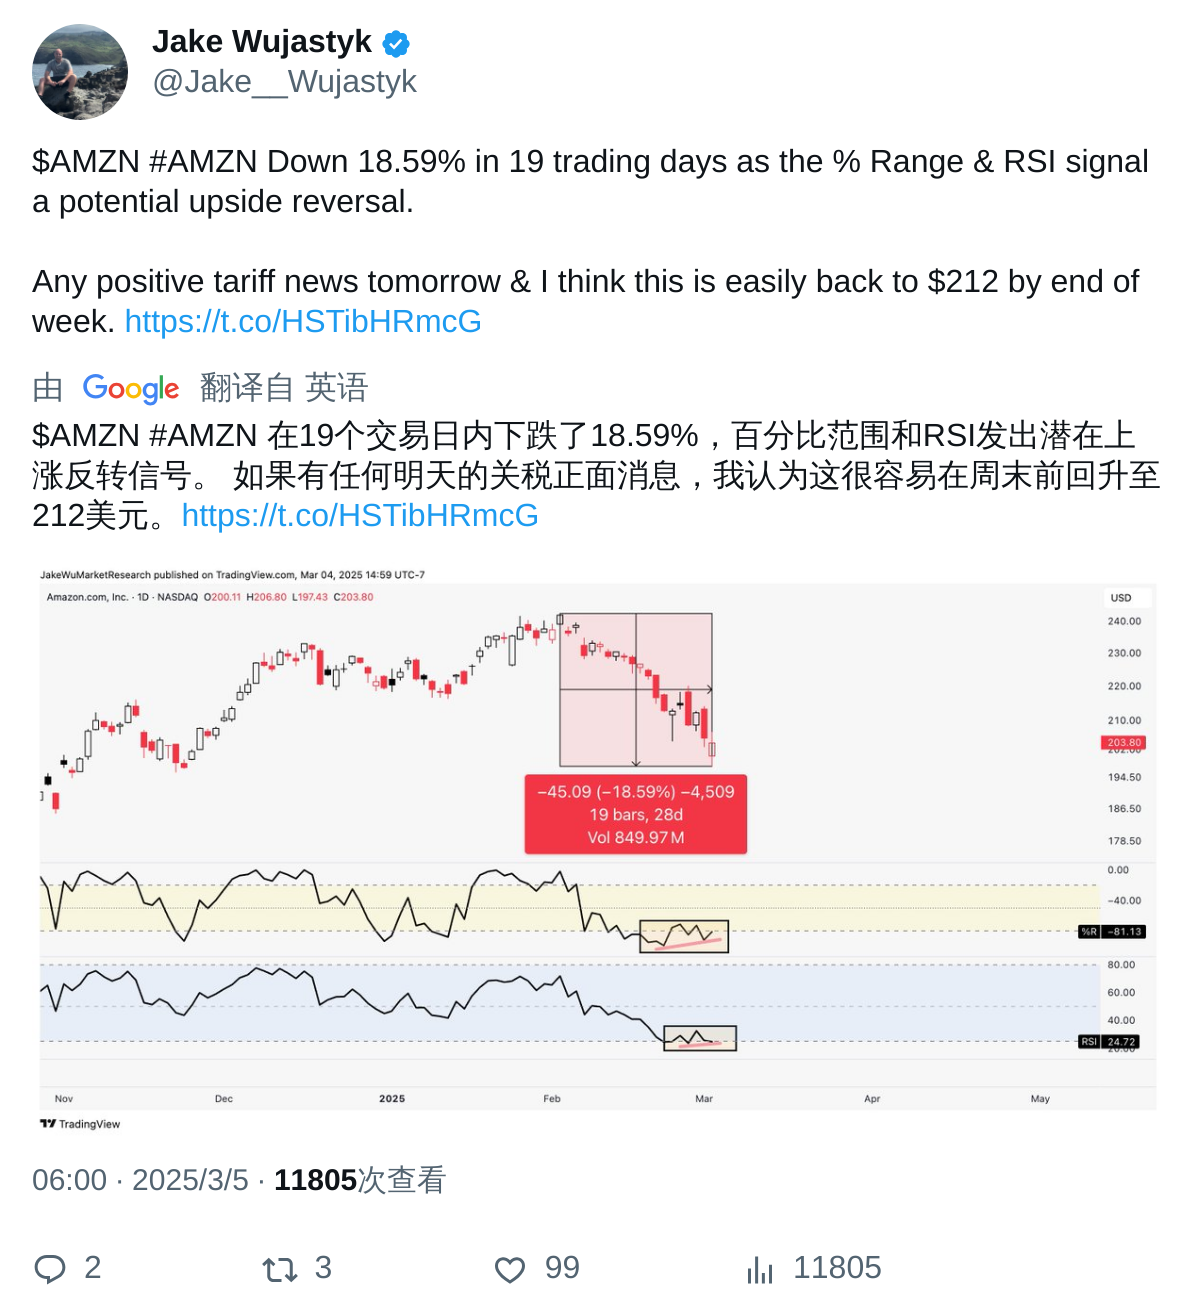 Jake Wujastyk
@Jake__Wujastyk
$AMZN #AMZN Down 18.59% in 19 trading days as the % Range & RSI signal
a potential upside reversal.
Any positive tariff news tomorrow & I think this is easily back to $212 by end of
week. https://t.co/HSTibHRmcG
由 Google 翻译自 英语
$AMZN #AMZN 在19个交易日内下跌了18.59%，百分比范围和RSI发出潜在上
涨反转信号。 如果有任何明天的关税正面消息，我认为这很容易在周末前回升至
212美元。https://t.co/HSTibHRmcG
JakeWuMarketResearch published on TradingView.com, Mar 04, 2025 14:59 UTC-7
Amazon.com, Inc. · 1D · NASDAQ O200.11 H206.80 L197.43 C203.80
USD
240.00
230.00
220.00
210.00
203.80
194.50
186.50
178.50
−45.09 (−18.59%) −4,509
19 bars, 28d
Vol 849.97M
0.00
−40.00
%R −81.13
80.00
60.00
40.00
RSI 24.72
Nov Dec 2025 Feb Mar Apr May
TradingView
06:00 · 2025/3/5 · 11805次查看
2 3 99 11805